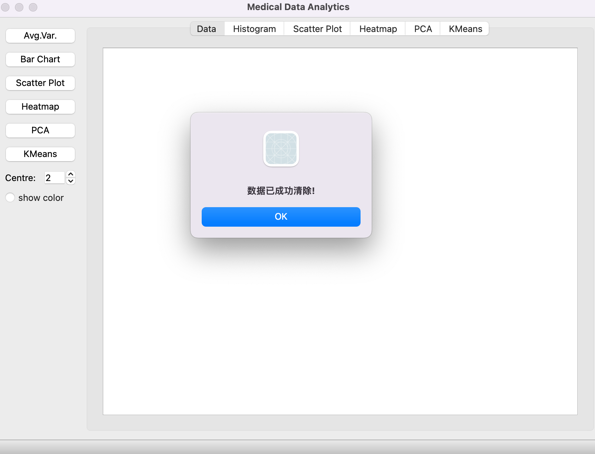 Medical Data Analytics
Data Histogram Scatter Plot Heatmap PCA KMeans
Avg.Var.
Bar Chart
Scatter Plot
Heatmap
PCA
KMeans
Centre: 2
show color
数据已成功清除!
OK